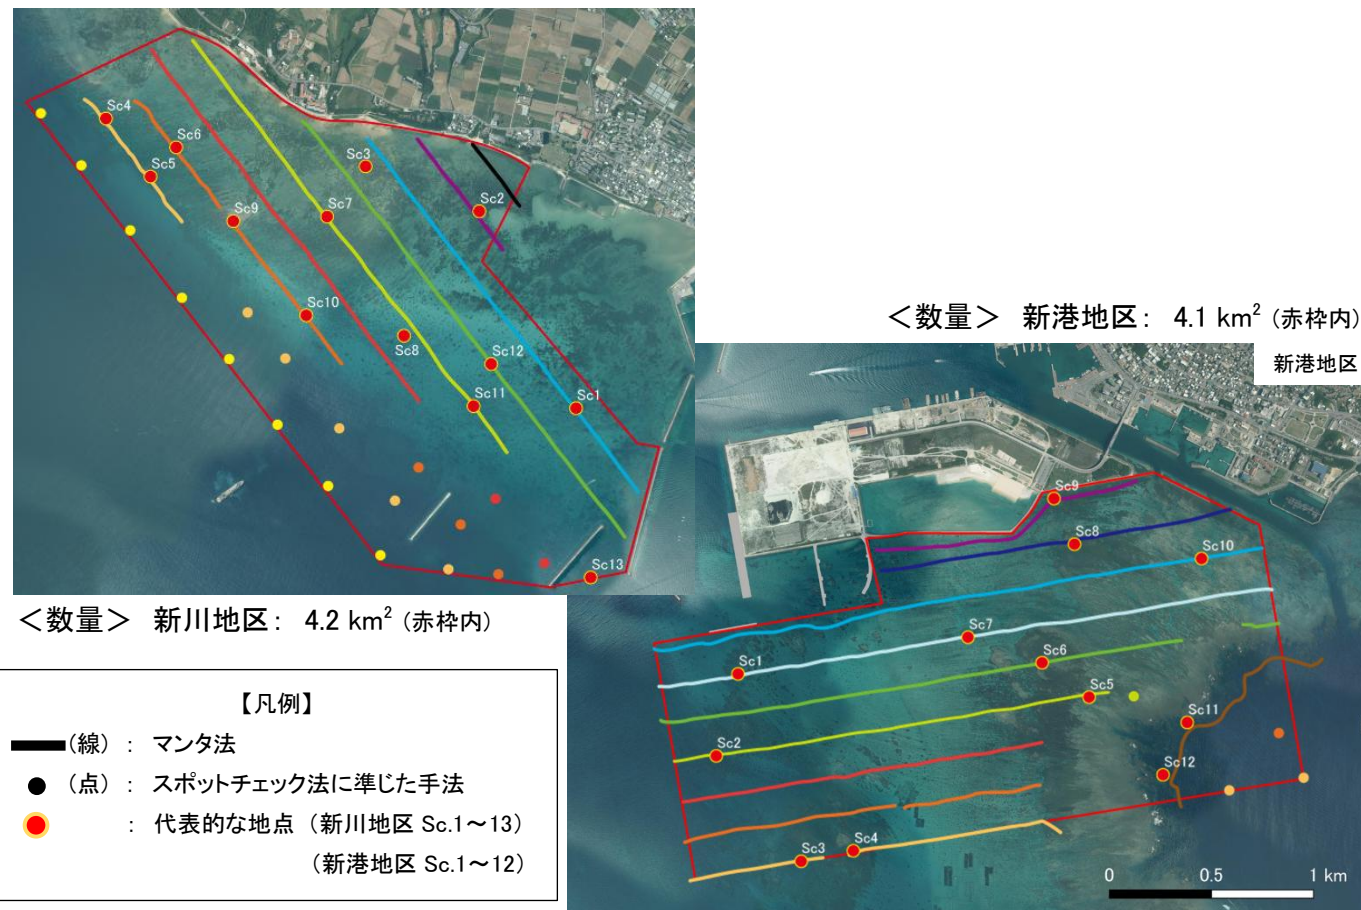 Sc4
Sc6
Sc3
Sc5
Sc7
Sc2
Sc9
Sc10
Sc8
Sc12
Sc11
Sc1
Sc13
＜数量＞ 新川地区： 4.2 km² (赤枠内)
【凡例】
(線) : マンタ法
(点) : スポットチェック法に準じた手法
: 代表的な地点 (新川地区 Sc.1～13)
(新港地区 Sc.1～12)
＜数量＞ 新港地区： 4.1 km² (赤枠内)
新港地区
Sc9
Sc8
Sc10
Sc7
Sc6
Sc1
Sc5
Sc11
Sc2
Sc12
Sc4
Sc3
0 0.5 1 km